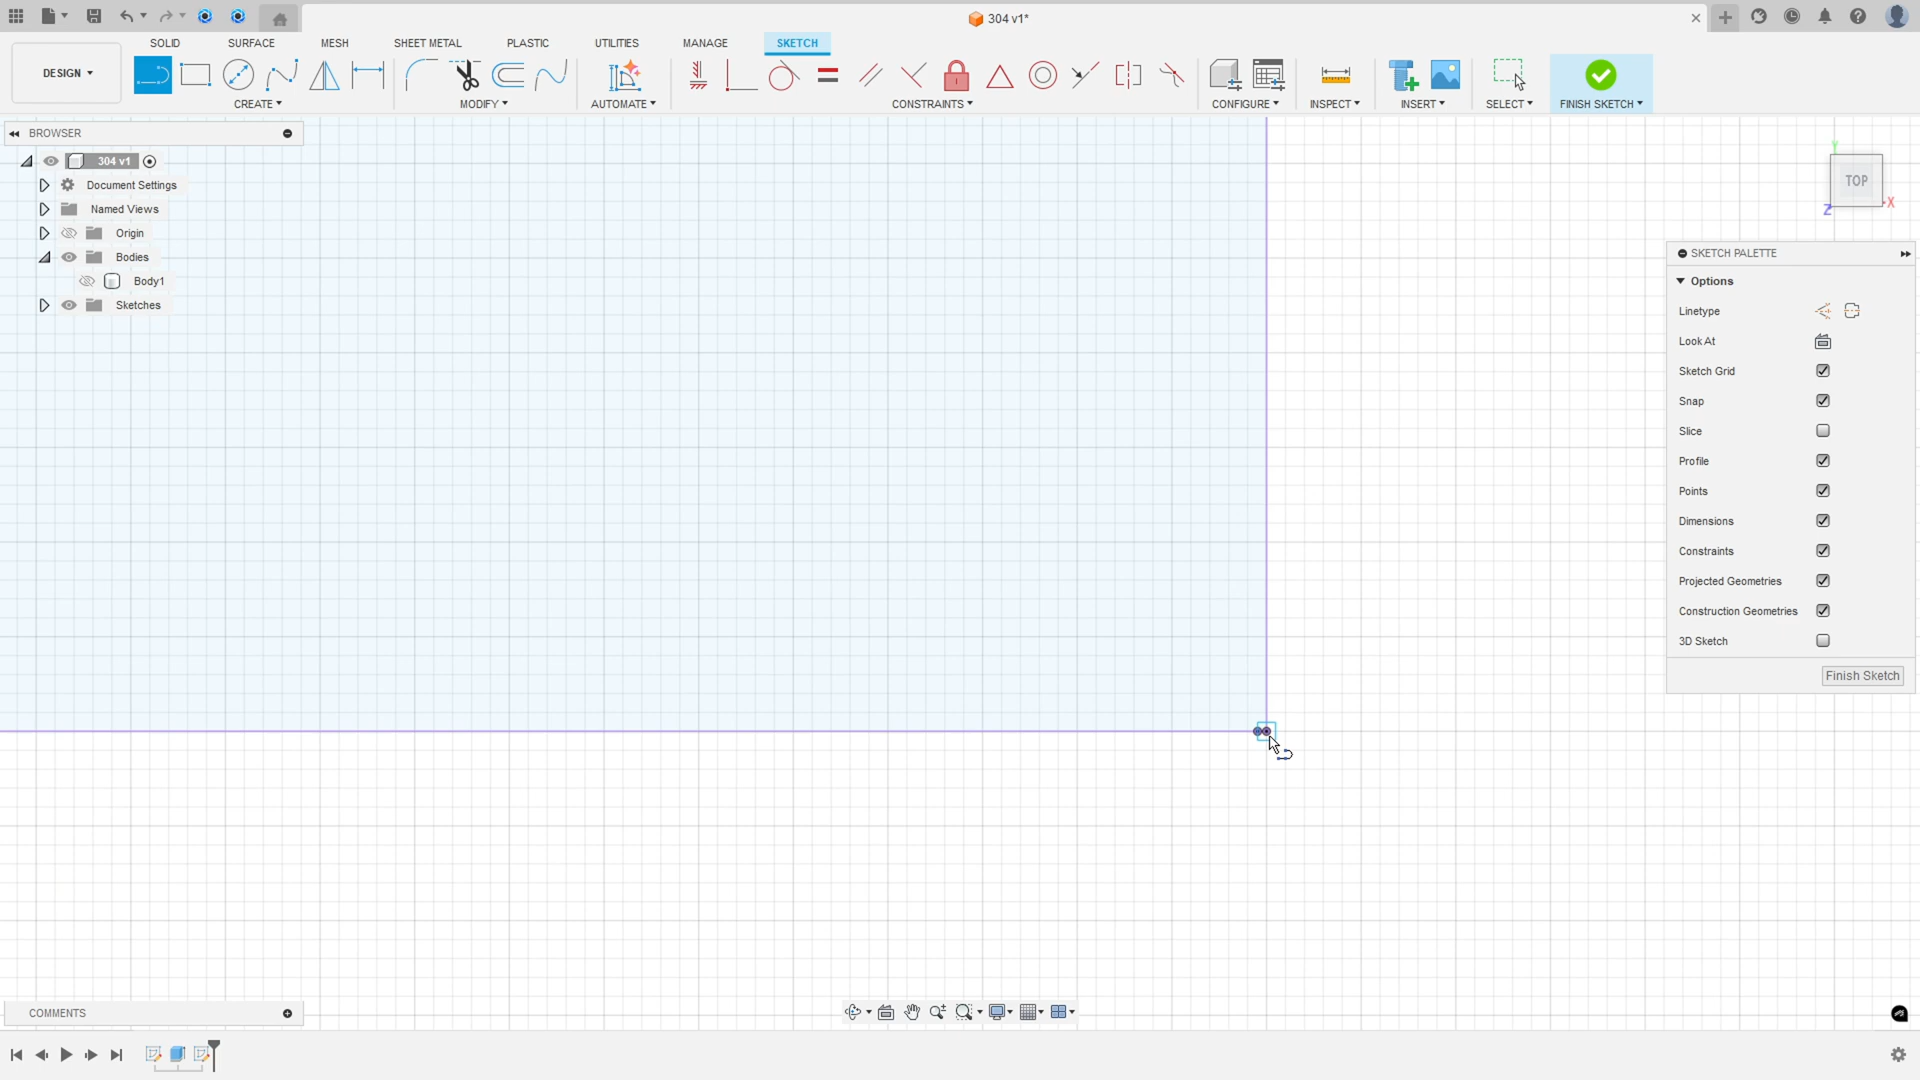 304 v1*
SOLID SURFACE MESH SHEET METAL PLASTIC UTILITIES MANAGE SKETCH
DESIGN
CREATE MODIFY AUTOMATE CONSTRAINTS CONFIGURE INSPECT INSERT SELECT FINISH SKETCH
BROWSER
304 v1
Document Settings
Named Views
Origin
Bodies
Body1
Sketches
Y
TOP
X
Z
SKETCH PALETTE
Options
Linetype
Look At
Sketch Grid
Snap
Slice
Profile
Points
Dimensions
Constraints
Projected Geometries
Construction Geometries
3D Sketch
Finish Sketch
COMMENTS